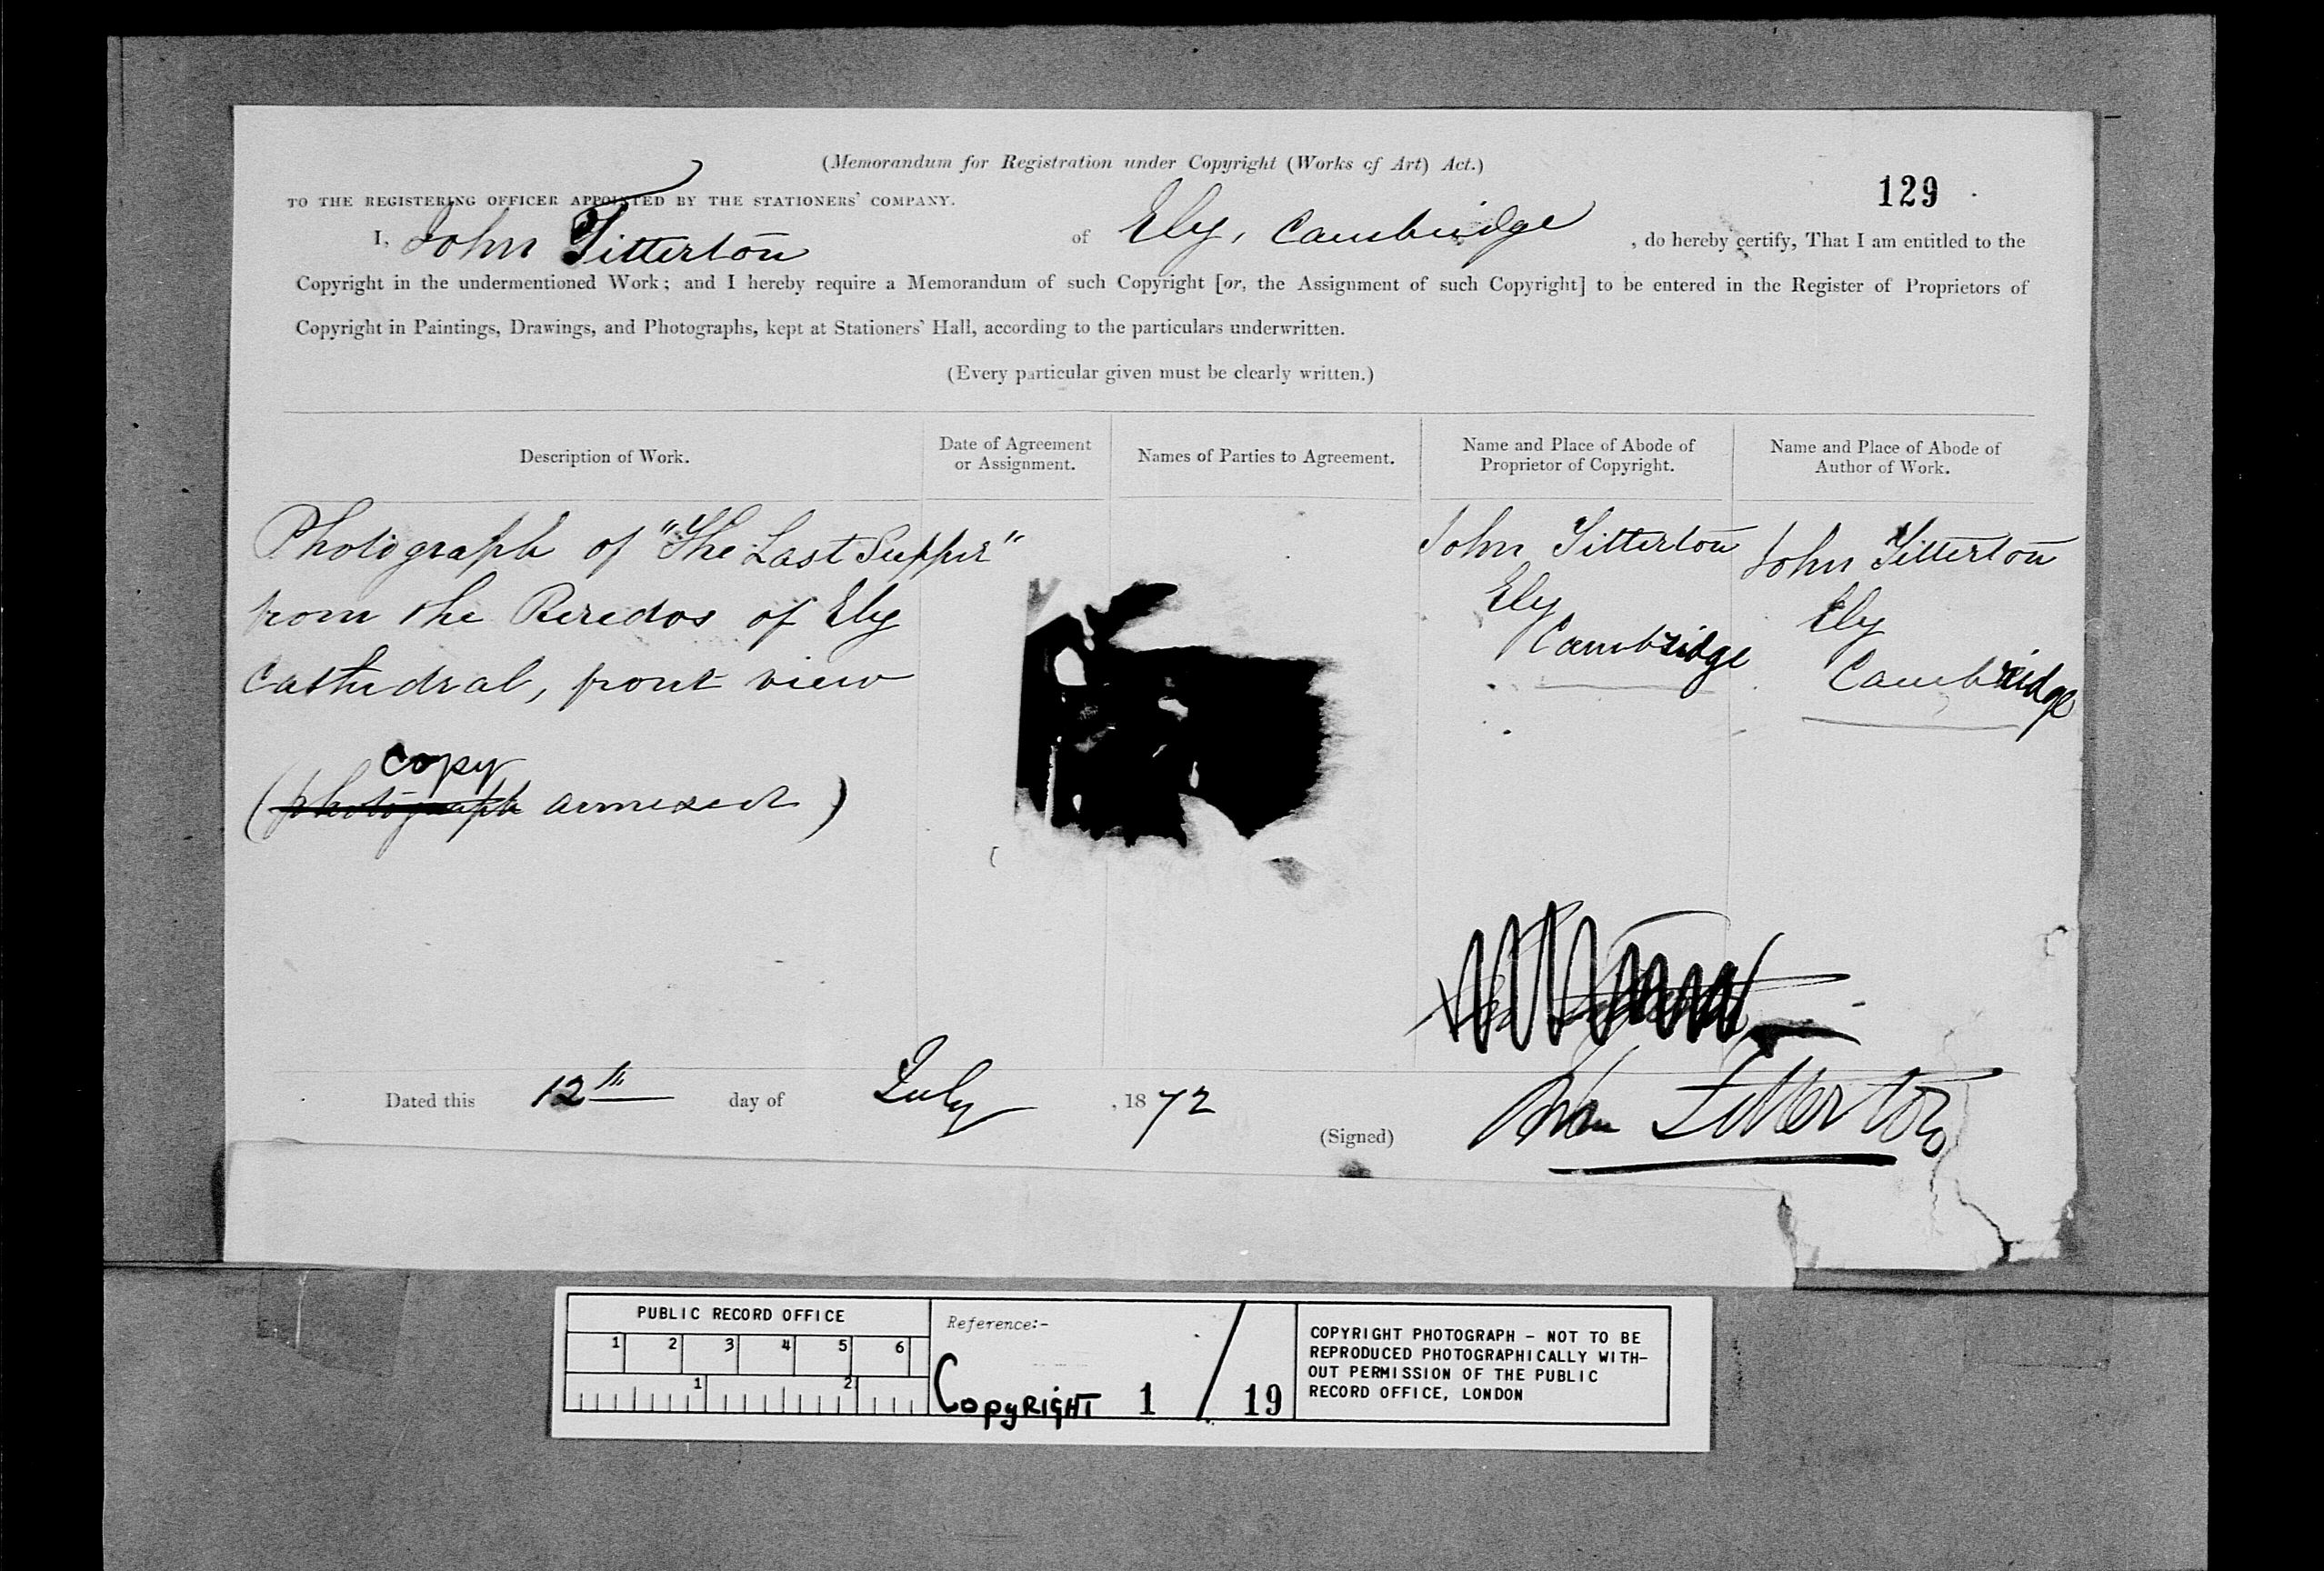 (Memorandum for Registration under Copyright (Works of Art) Act.)
129
TO THE REGISTERING OFFICER APPOINTED BY THE STATIONERS' COMPANY.
I, John Titterton of Ely, Cambridge, do hereby certify, That I am entitled to the
Copyright in the undermentioned Work; and I hereby require a Memorandum of such Copyright [or, the Assignment of such Copyright] to be entered in the Register of Proprietors of
Copyright in Paintings, Drawings, and Photographs, kept at Stationers' Hall, according to the particulars underwritten.
(Every particular given must be clearly written.)
Description of Work.
Date of Agreement
or Assignment.
Names of Parties to Agreement.
Name and Place of Abode of
Proprietor of Copyright.
Name and Place of Abode of
Author of Work.
Photograph of "The Last Supper"
from the Reredos of Ely
Cathedral, front view
copy
(photograph annexed)
John Titterton
Ely
Cambridge
John Titterton
Ely
Cambridge
Dated this 12th day of July, 1872
(Signed) John Titterton
PUBLIC RECORD OFFICE
1 2 3 4 5 6
1 2
Reference:-
COPYRIGHT 1 / 19
COPYRIGHT PHOTOGRAPH - NOT TO BE
REPRODUCED PHOTOGRAPHICALLY WITH-
OUT PERMISSION OF THE PUBLIC
RECORD OFFICE, LONDON